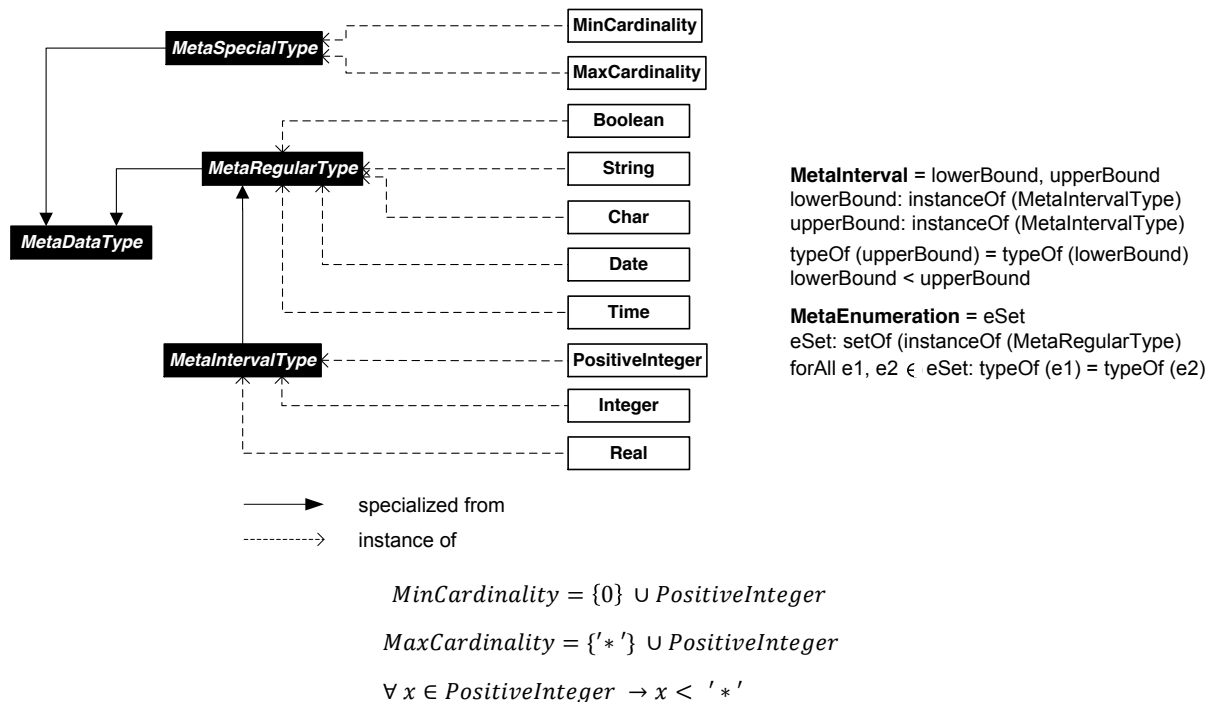 MinCardinality
MetaSpecialType
MaxCardinality
Boolean
MetaRegularType
String
Char
MetaDataType
Date
Time
MetaIntervalType
PositiveInteger
Integer
Real
MetaInterval = lowerBound, upperBound
lowerBound: instanceOf (MetaIntervalType)
upperBound: instanceOf (MetaIntervalType)
typeOf (upperBound) = typeOf (lowerBound)
lowerBound < upperBound
MetaEnumeration = eSet
eSet: setOf (instanceOf (MetaRegularType)
forAll e1, e2 ϵ eSet: typeOf (e1) = typeOf (e2)
specialized from
instance of
MinCardinality = {0} ∪ PositiveInteger
MaxCardinality = {'*'} ∪ PositiveInteger
∀ x ∈ PositiveInteger → x < '*'